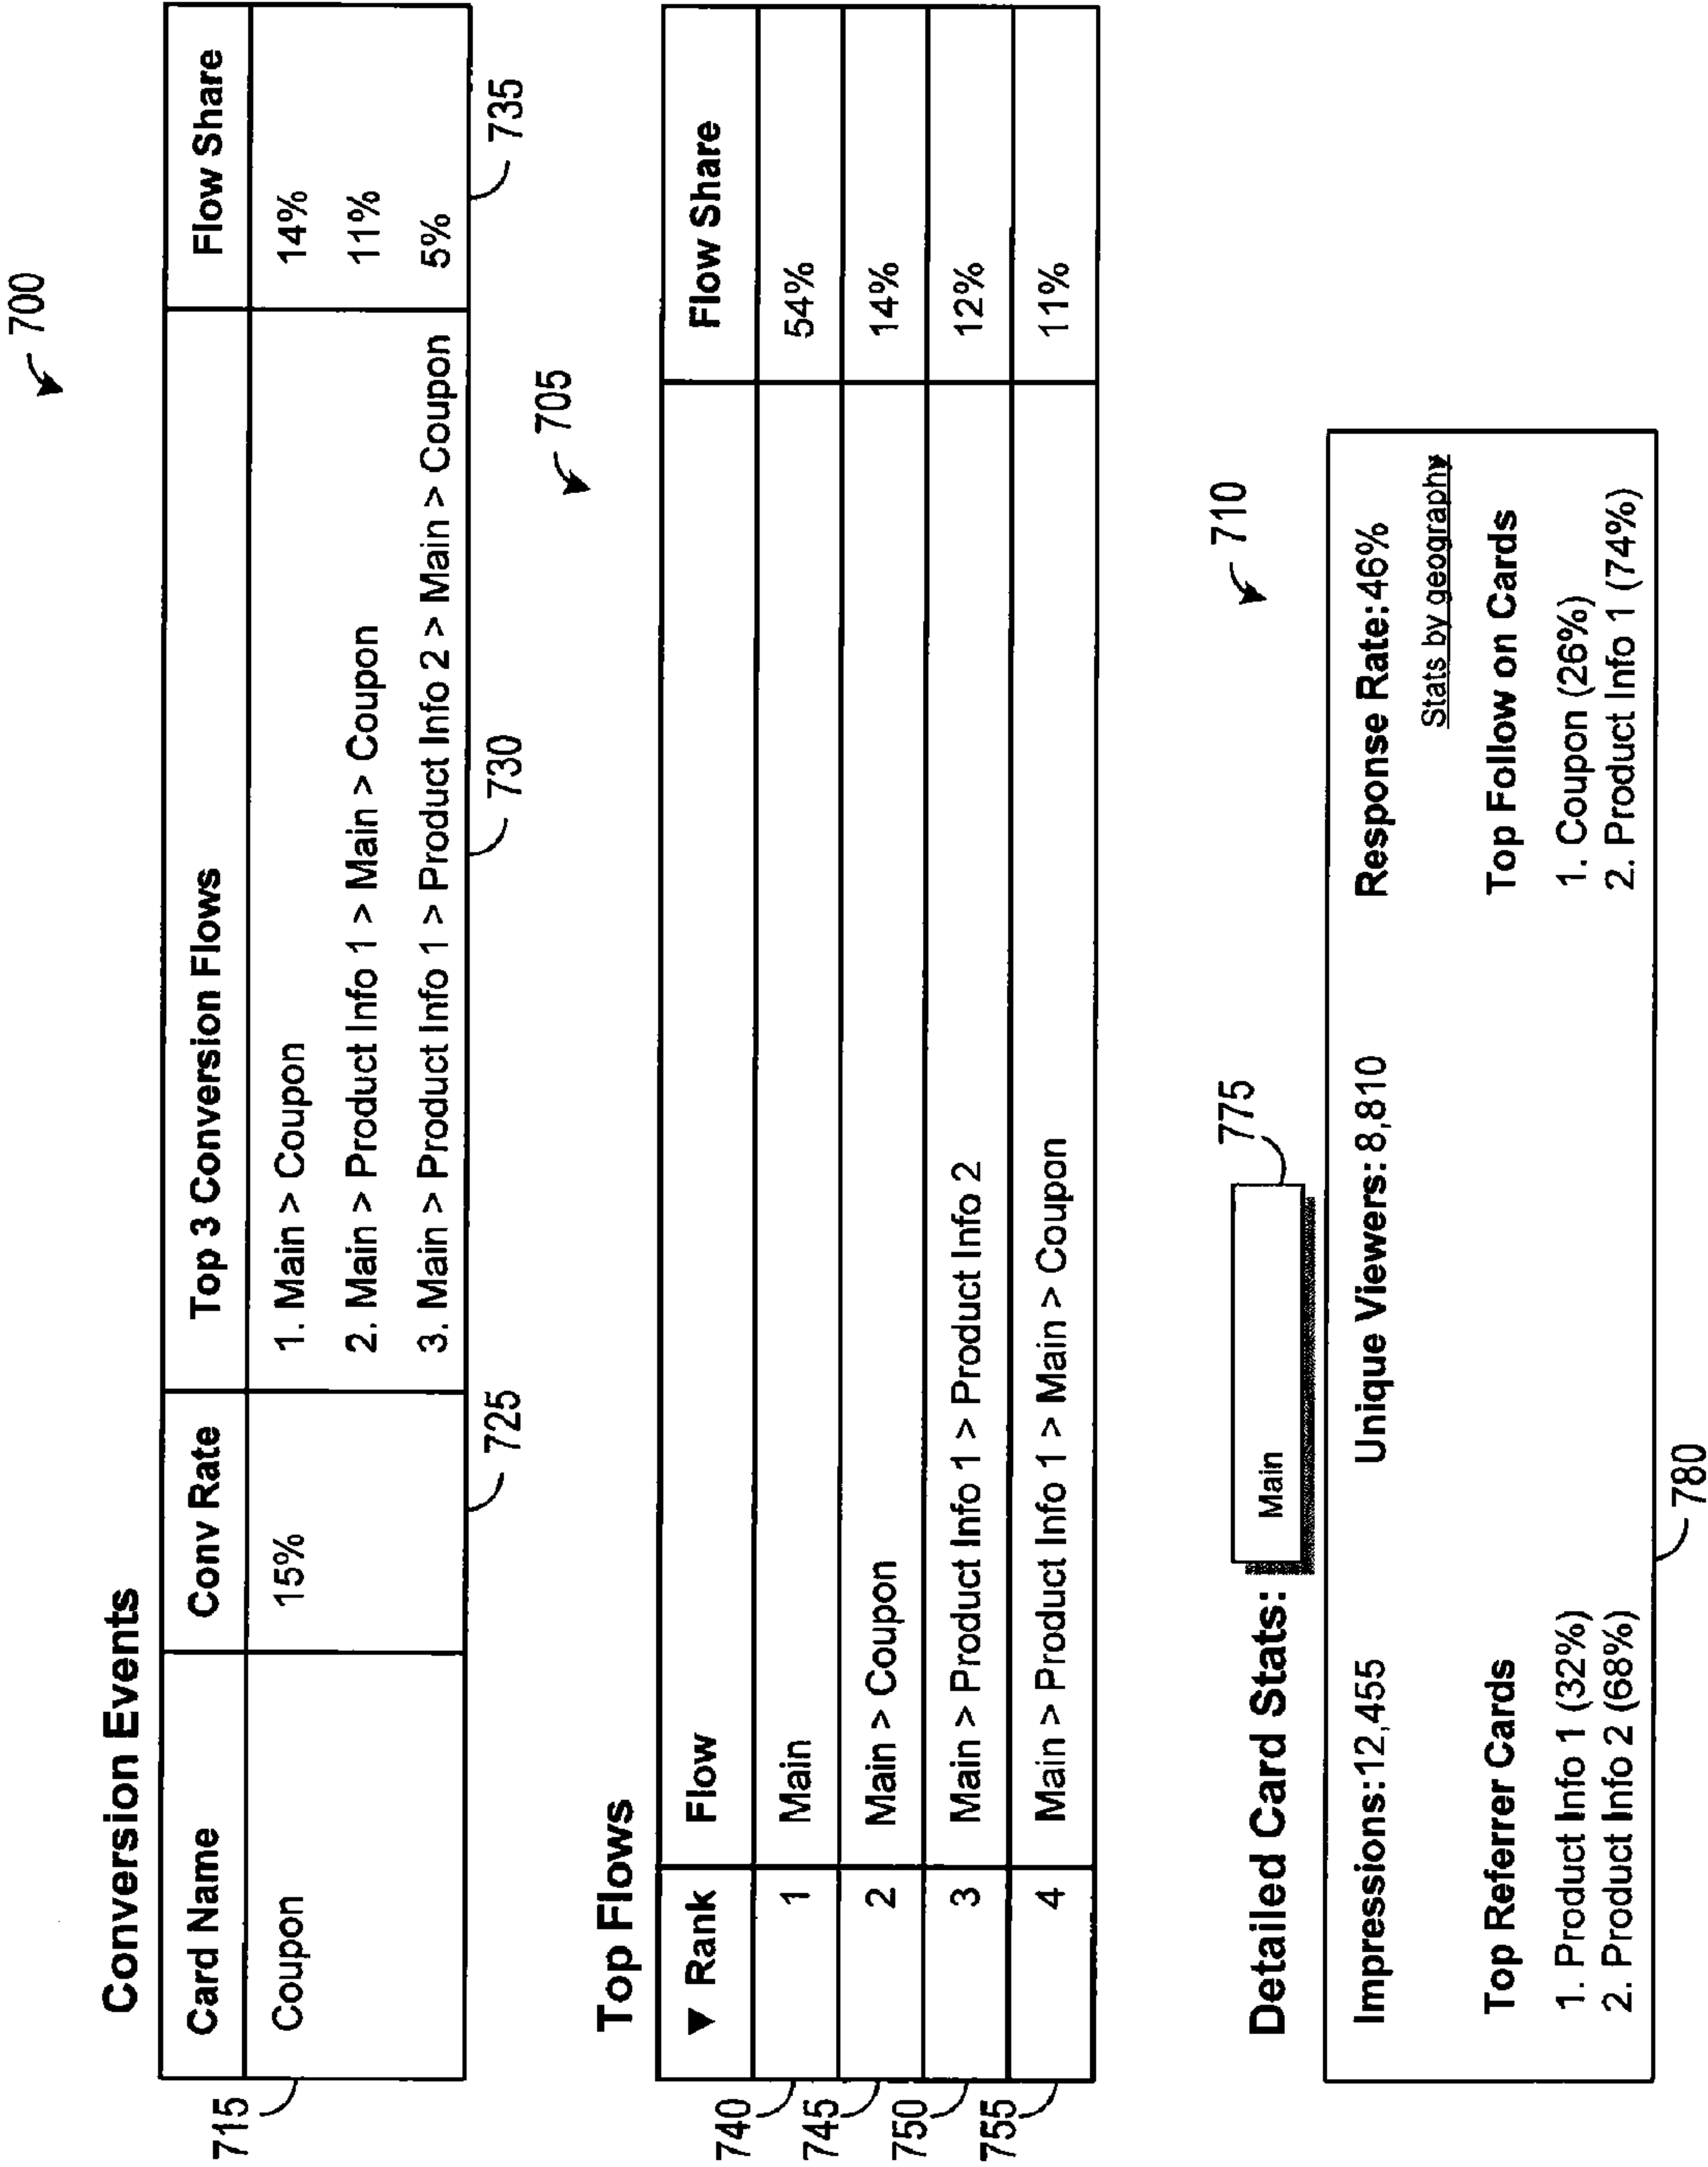 700
Conversion Events
Card Name Conv Rate Top 3 Conversion Flows Flow Share
Coupon 15% 1. Main > Coupon 14%
2. Main > Product Info 1 > Main > Coupon 11%
3. Main > Product Info 1 > Product Info 2 > Main > Coupon 5%
715 725 730 735
705
Top Flows
▼ Rank Flow Flow Share
740 1 Main 54%
745 2 Main > Coupon 14%
750 3 Main > Product Info 1 > Product Info 2 12%
755 4 Main > Product Info 1 > Main > Coupon 11%
710
775
Detailed Card Stats: Main
Impressions:12,455 Unique Viewers:8,810 Response Rate:46%
Stats by geography
Top Referrer Cards Top Follow on Cards
1. Product Info 1 (32%) 1. Coupon (26%)
2. Product Info 2 (68%) 2. Product Info 1 (74%)
780